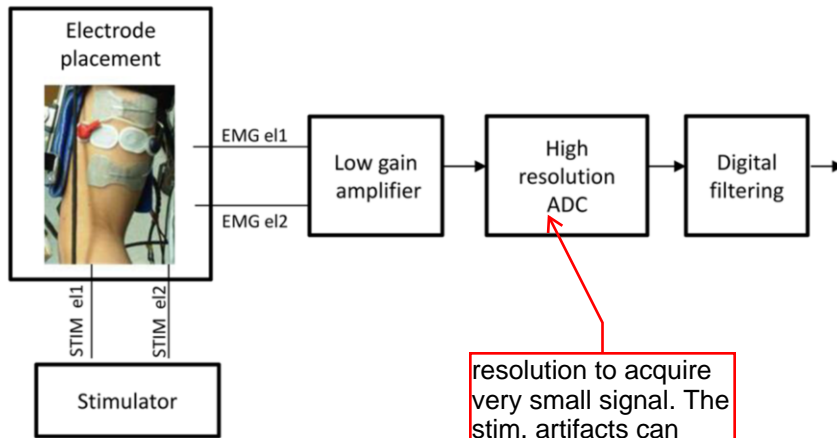 Electrode
placement
EMG el1
EMG el2
Low gain
amplifier
High
resolution
ADC
Digital
filtering
STIM el1
STIM el2
Stimulator
resolution to acquire
very small signal. The
stim. artifacts can